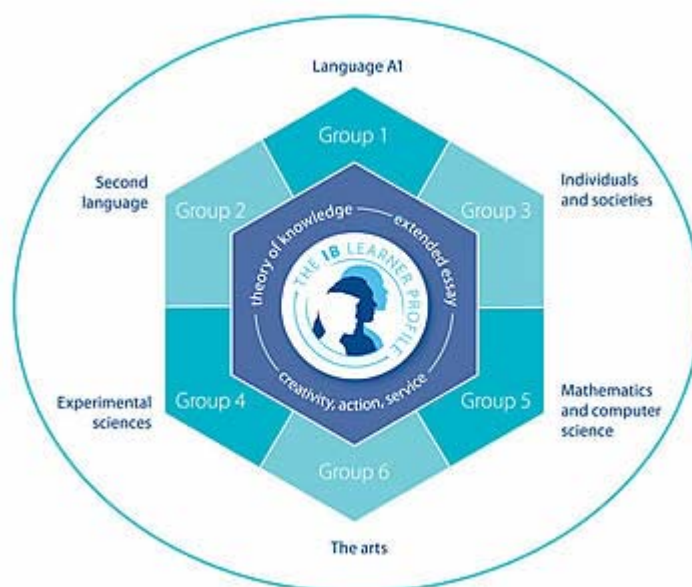 Language A1
Group 1
Second
language
Group 2
Group 3
Individuals
and societies
theory of knowledge
extended essay
THE IB LEARNER PROFILE
creativity, action, service
Experimental
sciences
Group 4
Group 5
Mathematics
and computer
science
Group 6
The arts